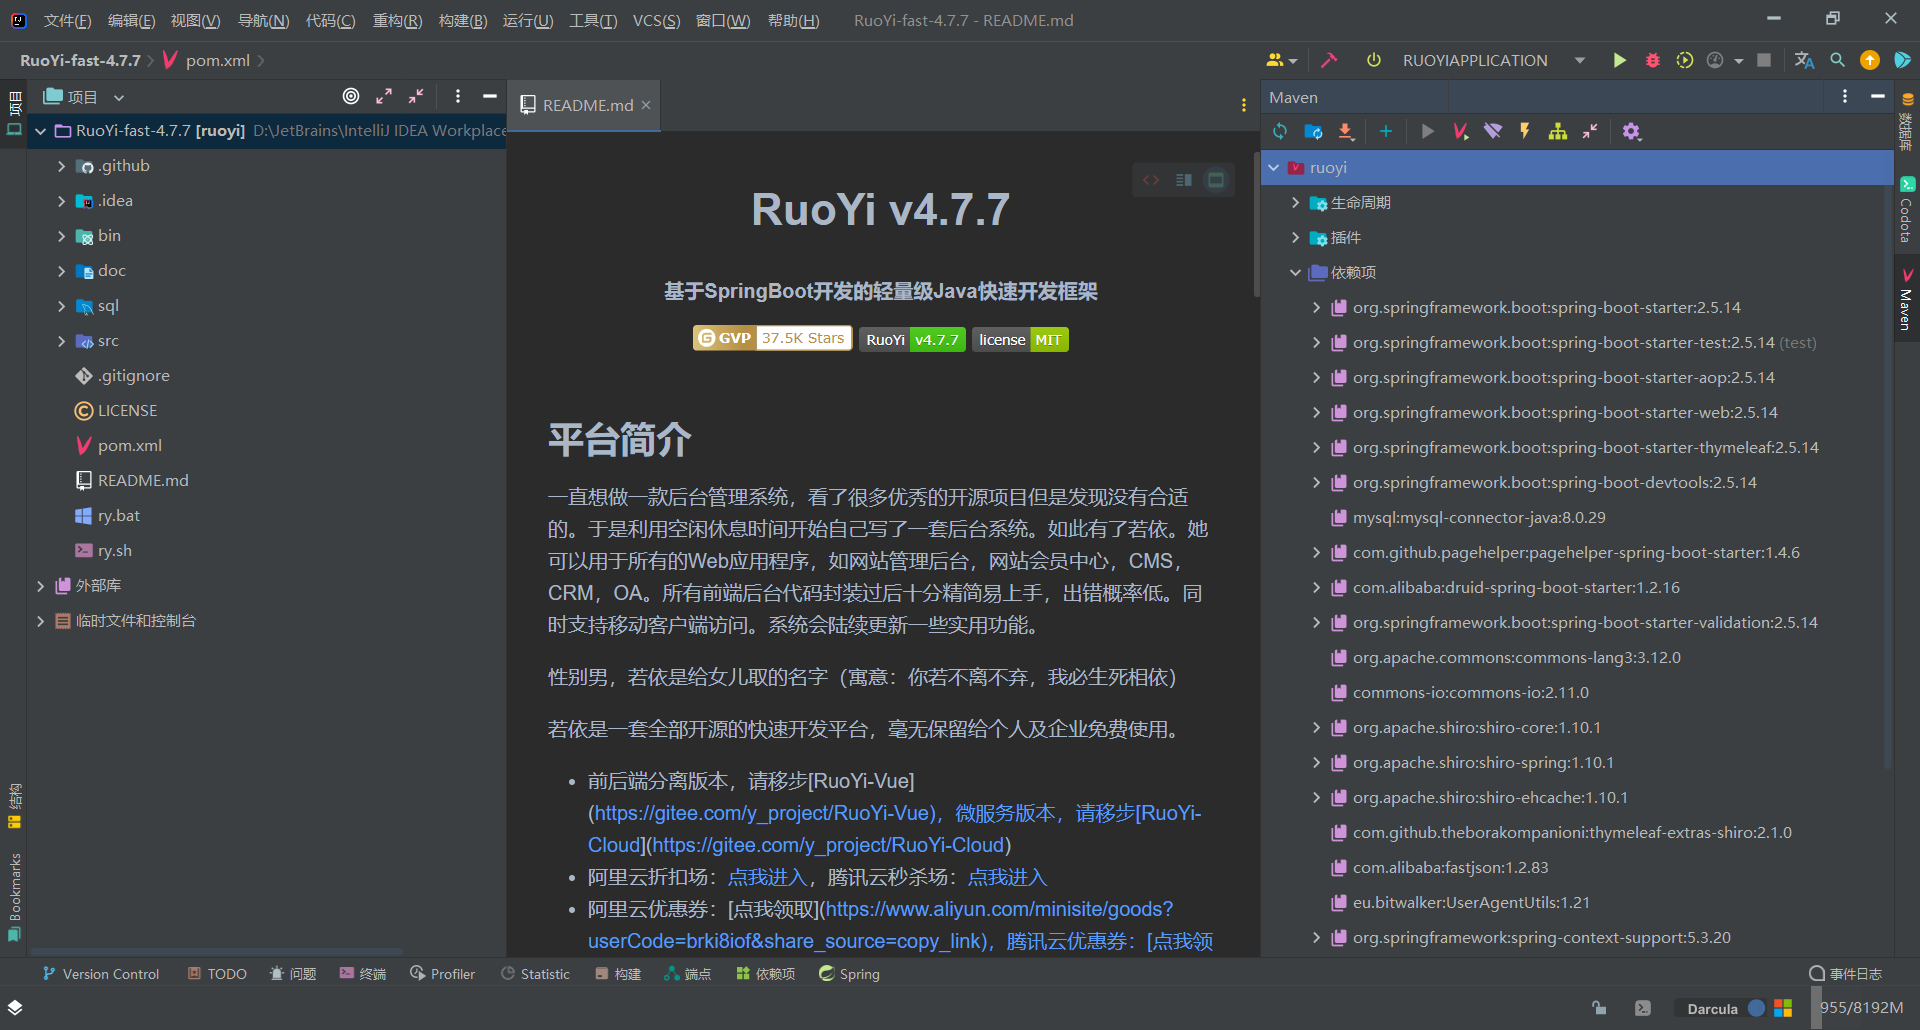 文件(F) 编辑(E) 视图(V) 导航(N) 代码(C) 重构(R) 构建(B) 运行(U) 工具(T) VCS(S) 窗口(W) 帮助(H) RuoYi-fast-4.7.7 - README.md
RuoYi-fast-4.7.7 pom.xml
RUOYIAPPLICATION
项目
项目
结构
Bookmarks
RuoYi-fast-4.7.7 [ruoyi] D:\JetBrains\IntelliJ IDEA Workplace
.github
.idea
bin
doc
sql
src
.gitignore
LICENSE
pom.xml
README.md
ry.bat
ry.sh
外部库
临时文件和控制台
README.md
RuoYi v4.7.7
基于SpringBoot开发的轻量级Java快速开发框架
GVP 37.5K Stars RuoYi v4.7.7 license MIT
平台简介
一直想做一款后台管理系统，看了很多优秀的开源项目但是发现没有合适
的。于是利用空闲休息时间开始自己写了一套后台系统。如此有了若依。她
可以用于所有的Web应用程序，如网站管理后台，网站会员中心，CMS，
CRM，OA。所有前端后台代码封装过后十分精简易上手，出错概率低。同
时支持移动客户端访问。系统会陆续更新一些实用功能。
性别男，若依是给女儿取的名字（寓意：你若不离不弃，我必生死相依）
若依是一套全部开源的快速开发平台，毫无保留给个人及企业免费使用。
• 前后端分离版本，请移步[RuoYi-Vue]
(https://gitee.com/y_project/RuoYi-Vue)，微服务版本，请移步[RuoYi-
Cloud](https://gitee.com/y_project/RuoYi-Cloud)
• 阿里云折扣场：点我进入，腾讯云秒杀场：点我进入
• 阿里云优惠券：[点我领取](https://www.aliyun.com/minisite/goods?
userCode=brki8iof&share_source=copy_link)，腾讯云优惠券：[点我领
Maven
ruoyi
生命周期
插件
依赖项
org.springframework.boot:spring-boot-starter:2.5.14
org.springframework.boot:spring-boot-starter-test:2.5.14 (test)
org.springframework.boot:spring-boot-starter-aop:2.5.14
org.springframework.boot:spring-boot-starter-web:2.5.14
org.springframework.boot:spring-boot-starter-thymeleaf:2.5.14
org.springframework.boot:spring-boot-devtools:2.5.14
mysql:mysql-connector-java:8.0.29
com.github.pagehelper:pagehelper-spring-boot-starter:1.4.6
com.alibaba:druid-spring-boot-starter:1.2.16
org.springframework.boot:spring-boot-starter-validation:2.5.14
org.apache.commons:commons-lang3:3.12.0
commons-io:commons-io:2.11.0
org.apache.shiro:shiro-core:1.10.1
org.apache.shiro:shiro-spring:1.10.1
org.apache.shiro:shiro-ehcache:1.10.1
com.github.theborakompanioni:thymeleaf-extras-shiro:2.1.0
com.alibaba:fastjson:1.2.83
eu.bitwalker:UserAgentUtils:1.21
org.springframework:spring-context-support:5.3.20
数据库
Codota
Maven
Version Control TODO 问题 终端 Profiler Statistic 构建 端点 依赖项 Spring 事件日志
Darcula 955/8192M